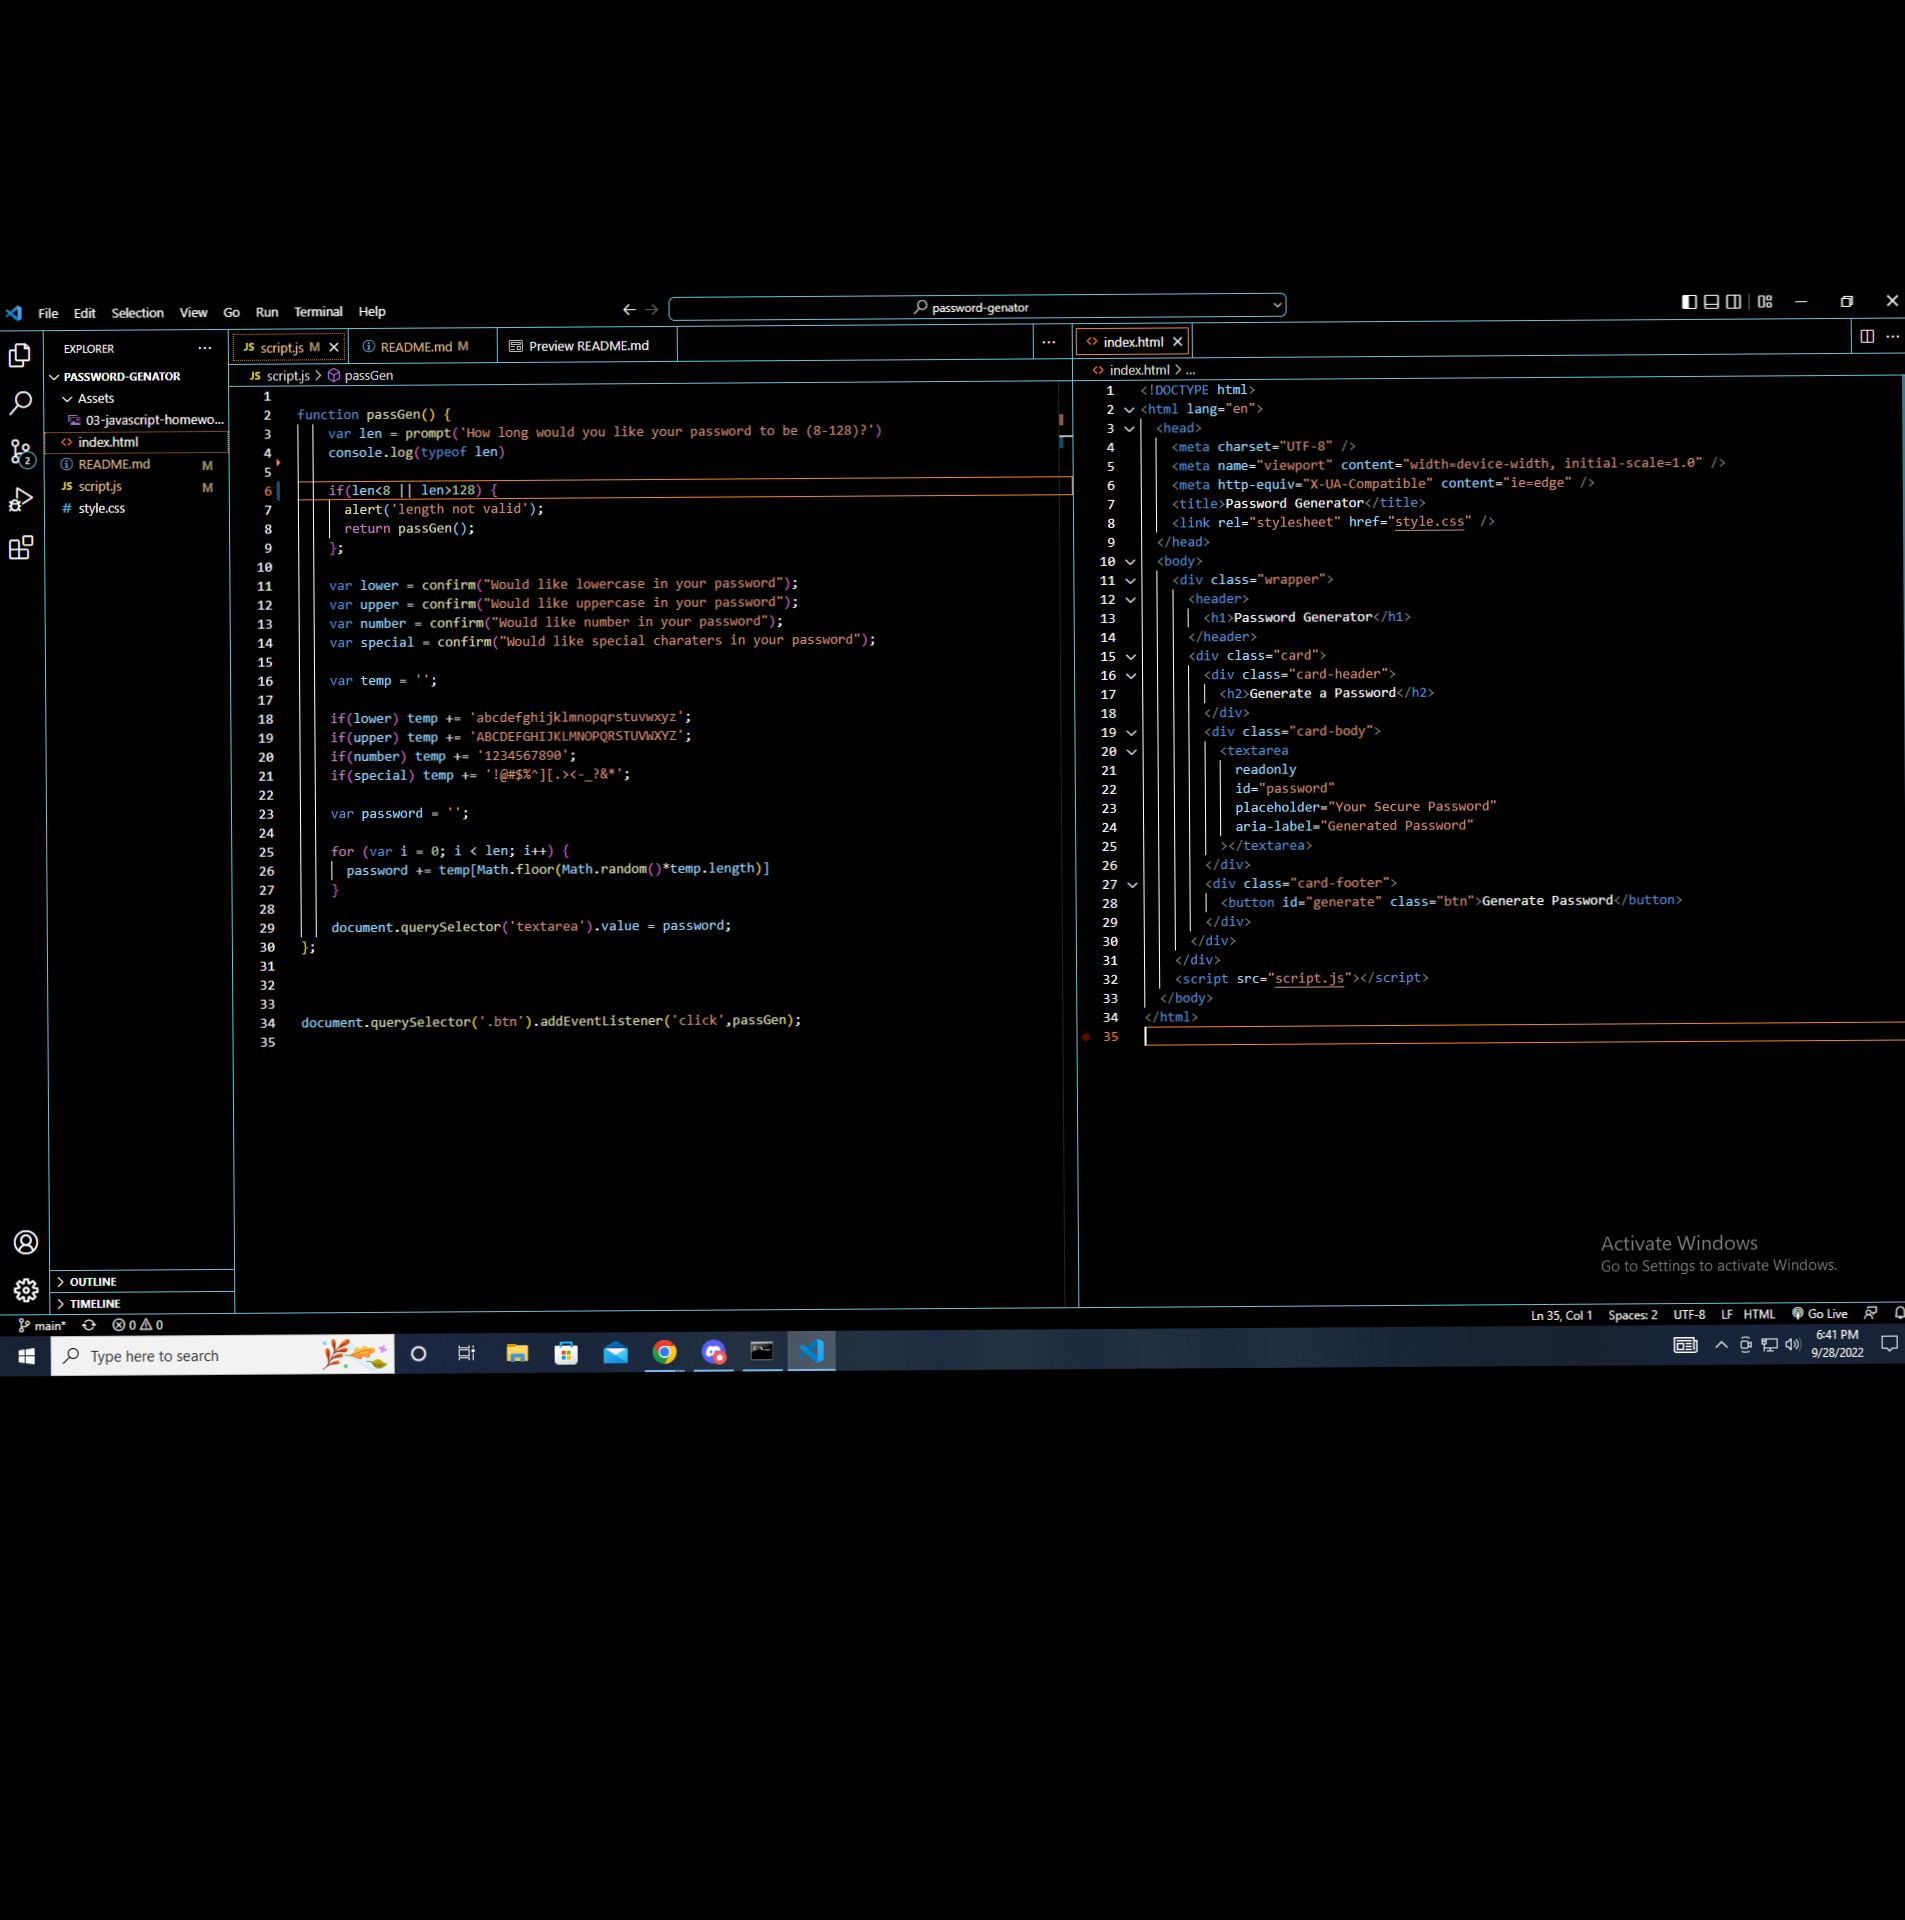 File Edit Selection View Go Run Terminal Help
password-genator
EXPLORER
PASSWORD-GENATOR
Assets
03-javascript-homewo...
index.html
README.md M
script.js M
style.css
OUTLINE
TIMELINE
JS script.js M
README.md M
Preview README.md
JS script.js > passGen
1
2 function passGen() {
3 var len = prompt('How long would you like your password to be (8-128)?')
4 console.log(typeof len)
5
6 if(len<8 || len>128) {
7 alert('length not valid');
8 return passGen();
9 };
10
11 var lower = confirm("Would like lowercase in your password");
12 var upper = confirm("Would like uppercase in your password");
13 var number = confirm("Would like number in your password");
14 var special = confirm("Would like special charaters in your password");
15
16 var temp = '';
17
18 if(lower) temp += 'abcdefghijklmnopqrstuvwxyz';
19 if(upper) temp += 'ABCDEFGHIJKLMNOPQRSTUVWXYZ';
20 if(number) temp += '1234567890';
21 if(special) temp += '!@#$%^][.><-_?&*';
22
23 var password = '';
24
25 for (var i = 0; i < len; i++) {
26 password += temp[Math.floor(Math.random()*temp.length)]
27 }
28
29 document.querySelector('textarea').value = password;
30 };
31
32
33
34 document.querySelector('.btn').addEventListener('click',passGen);
35
index.html
index.html > ...
1 <!DOCTYPE html>
2 <html lang="en">
3 <head>
4 <meta charset="UTF-8" />
5 <meta name="viewport" content="width=device-width, initial-scale=1.0" />
6 <meta http-equiv="X-UA-Compatible" content="ie=edge" />
7 <title>Password Generator</title>
8 <link rel="stylesheet" href="style.css" />
9 </head>
10 <body>
11 <div class="wrapper">
12 <header>
13 <h1>Password Generator</h1>
14 </header>
15 <div class="card">
16 <div class="card-header">
17 <h2>Generate a Password</h2>
18 </div>
19 <div class="card-body">
20 <textarea
21 readonly
22 id="password"
23 placeholder="Your Secure Password"
24 aria-label="Generated Password"
25 ></textarea>
26 </div>
27 <div class="card-footer">
28 <button id="generate" class="btn">Generate Password</button>
29 </div>
30 </div>
31 </div>
32 <script src="script.js"></script>
33 </body>
34 </html>
35
Activate Windows
Go to Settings to activate Windows.
2
main* 0 0
Ln 35, Col 1 Spaces: 2 UTF-8 LF HTML Go Live
Type here to search
6:41 PM
9/28/2022